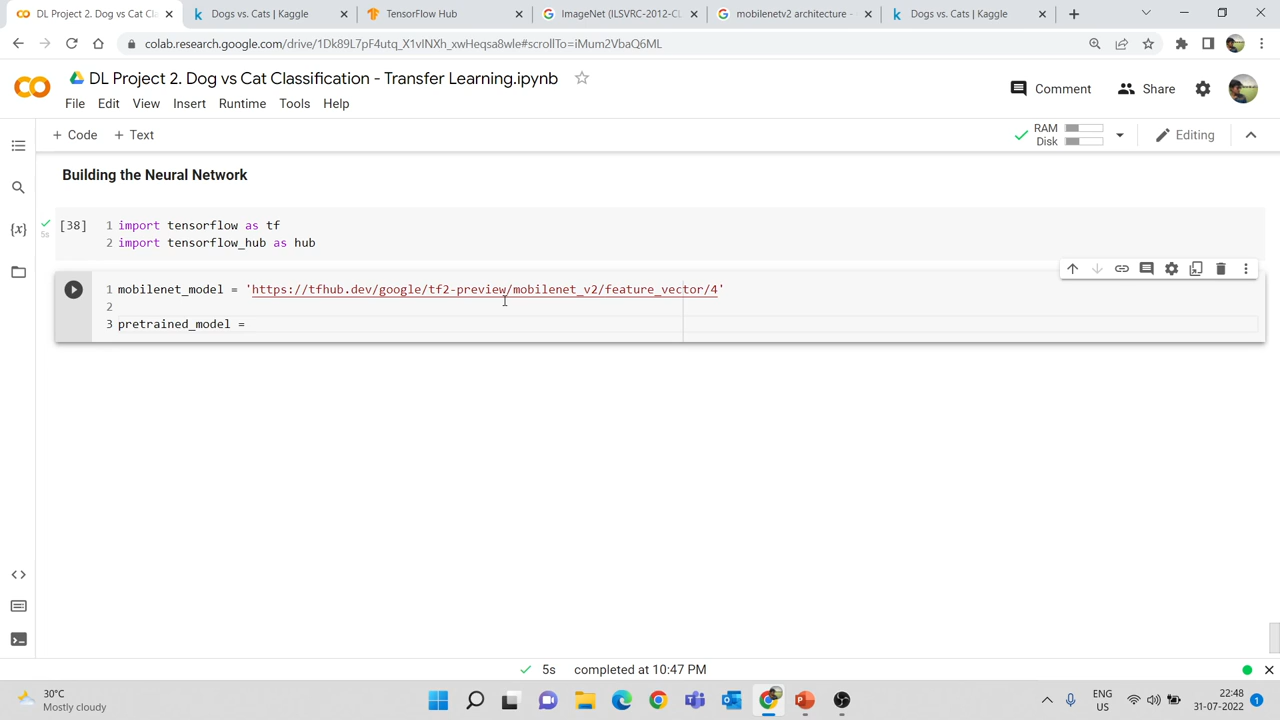 DL Project 2. Dog vs Cat Cl
Dogs vs. Cats | Kaggle
TensorFlow Hub
ImageNet (ILSVRC-2012-CL
mobilenetv2 architecture -
Dogs vs. Cats | Kaggle
colab.research.google.com/drive/1Dk89L7pF4utq_X1vINXh_xwHeqsa8wle#scrollTo=iMum2VbaQ6ML
DL Project 2. Dog vs Cat Classification - Transfer Learning.ipynb
File Edit View Insert Runtime Tools Help
Comment
Share
+ Code + Text
RAM
Disk
Editing
Building the Neural Network
[38]
1 import tensorflow as tf
2 import tensorflow_hub as hub
5s
1 mobilenet_model = 'https://tfhub.dev/google/tf2-preview/mobilenet_v2/feature_vector/4'
2
3 pretrained_model =
5s completed at 10:47 PM
30°C
Mostly cloudy
ENG
US
22:48
31-07-2022
1